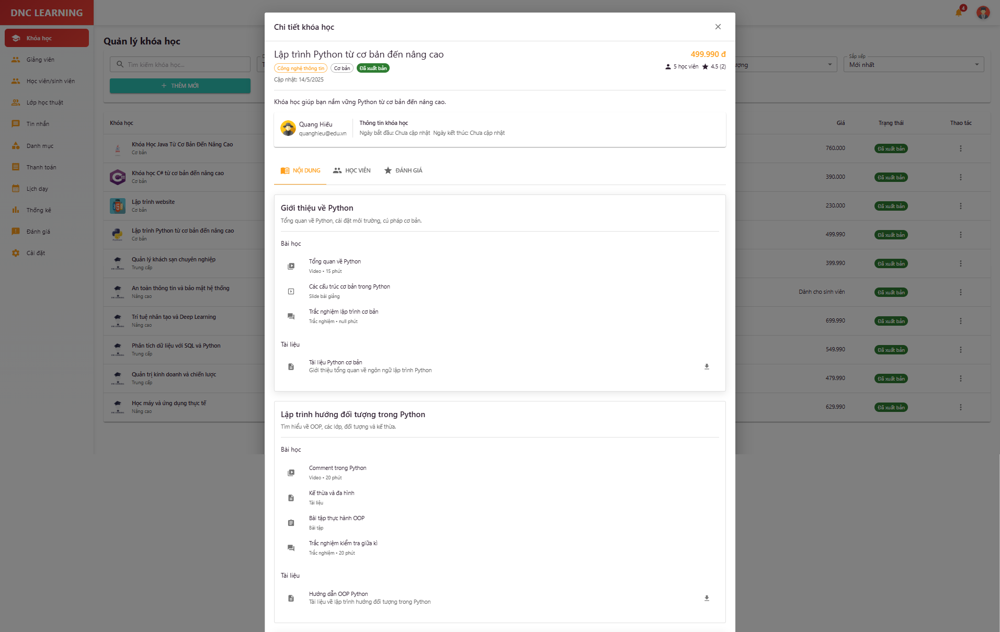 DNC LEARNING
4
Khóa học
Giảng viên
Học viên/sinh viên
Lớp học thuật
Tin nhắn
Danh mục
Thanh toán
Lịch dạy
Thống kê
Đánh giá
Cài đặt
Quản lý khóa học
Tìm kiếm khóa học...
Sắp xếp
Mới nhất
THÊM MỚI
Khóa học
Giá
Trạng thái
Thao tác
Khóa Học Java Từ Cơ Bản Đến Nâng Cao
Cơ bản
760.000
Đã xuất bản
Khóa học C# từ cơ bản đến nâng cao
Cơ bản
390.000
Đã xuất bản
Lập trình website
Cơ bản
230.000
Đã xuất bản
Lập trình Python từ cơ bản đến nâng cao
Cơ bản
499.990
Đã xuất bản
Quản lý khách sạn chuyên nghiệp
Trung cấp
399.990
Đã xuất bản
An toàn thông tin và bảo mật hệ thống
Nâng cao
Dành cho sinh viên
Đã xuất bản
Trí tuệ nhân tạo và Deep Learning
Nâng cao
699.990
Đã xuất bản
Phân tích dữ liệu với SQL và Python
Trung cấp
549.990
Đã xuất bản
Quản trị kinh doanh và chiến lược
Trung cấp
479.990
Đã xuất bản
Học máy và ứng dụng thực tế
Nâng cao
629.990
Đã xuất bản
Chi tiết khóa học
Lập trình Python từ cơ bản đến nâng cao
499.990 đ
Công nghệ thông tin Cơ bản Đã xuất bản
5 học viên 4.5 (2)
Cập nhật: 14/5/2025
Khóa học giúp bạn nắm vững Python từ cơ bản đến nâng cao.
Quang Hiếu
quanghieu@edu.vn
Thông tin khóa học
Ngày bắt đầu: Chưa cập nhật Ngày kết thúc: Chưa cập nhật
NỘI DUNG
HỌC VIÊN
ĐÁNH GIÁ
Giới thiệu về Python
Tổng quan về Python, cài đặt môi trường, cú pháp cơ bản.
Bài học
Tổng quan về Python
Video • 15 phút
Các cấu trúc cơ bản trong Python
Slide bài giảng
Trắc nghiệm lập trình cơ bản
Trắc nghiệm • null phút
Tài liệu
Tài liệu Python cơ bản
Giới thiệu tổng quan về ngôn ngữ lập trình Python
Lập trình hướng đối tượng trong Python
Tìm hiểu về OOP, các lớp, đối tượng và kế thừa.
Bài học
Comment trong Python
Video • 20 phút
Kế thừa và đa hình
Tài liệu
Bài tập thực hành OOP
Bài tập
Trắc nghiệm kiểm tra giữa kì
Trắc nghiệm • 20 phút
Tài liệu
Hướng dẫn OOP Python
Tài liệu về lập trình hướng đối tượng trong Python